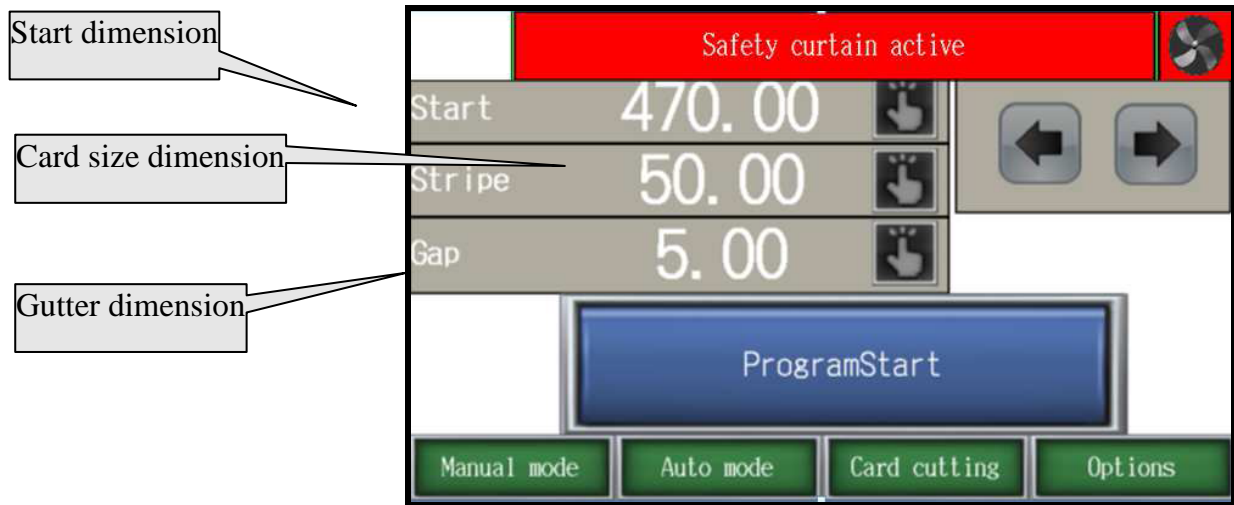 Start dimension
Card size dimension
Gutter dimension
Safety curtain active
Start 470.00
Stripe 50.00
Gap 5.00
ProgramStart
Manual mode Auto mode Card cutting Options